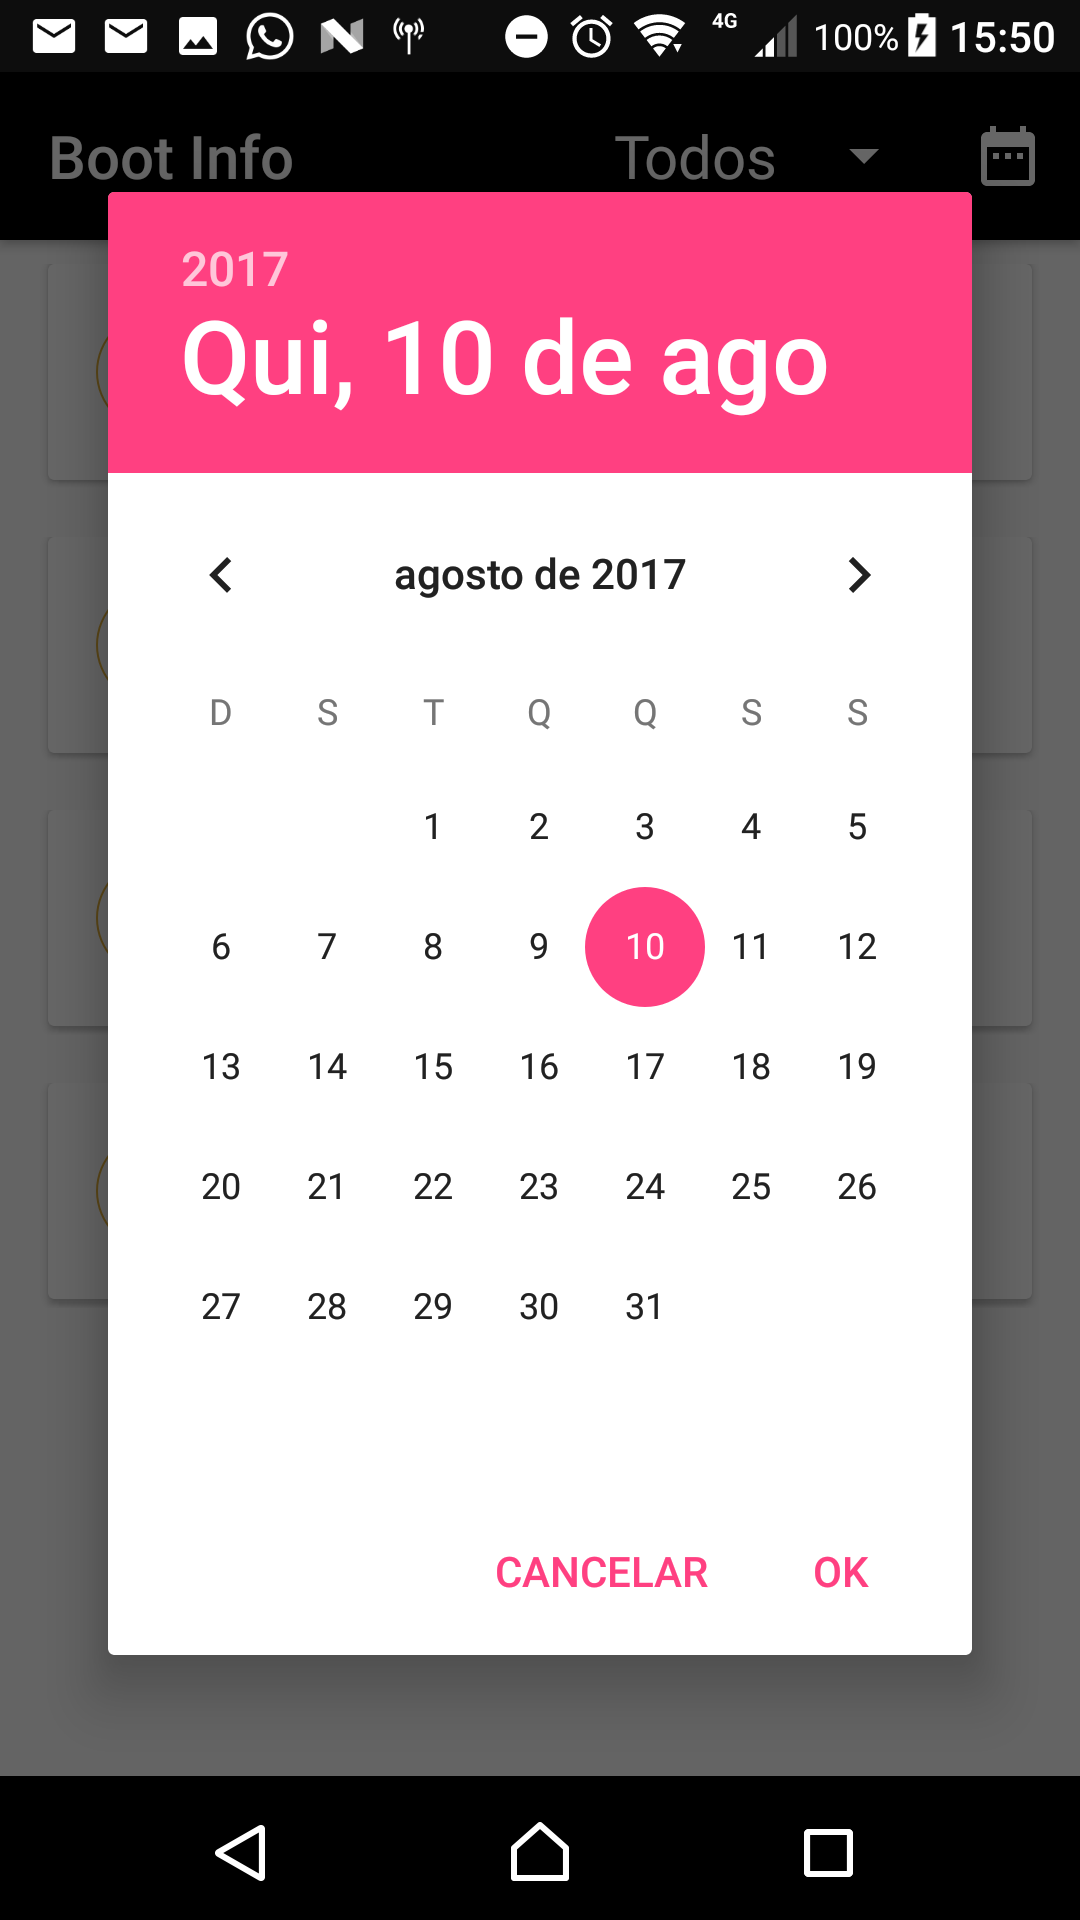 4G 100% 15:50
Boot Info Todos
2017
Qui, 10 de ago
agosto de 2017
D S T Q Q S S
1 2 3 4 5
6 7 8 9 10 11 12
13 14 15 16 17 18 19
20 21 22 23 24 25 26
27 28 29 30 31
CANCELAR OK